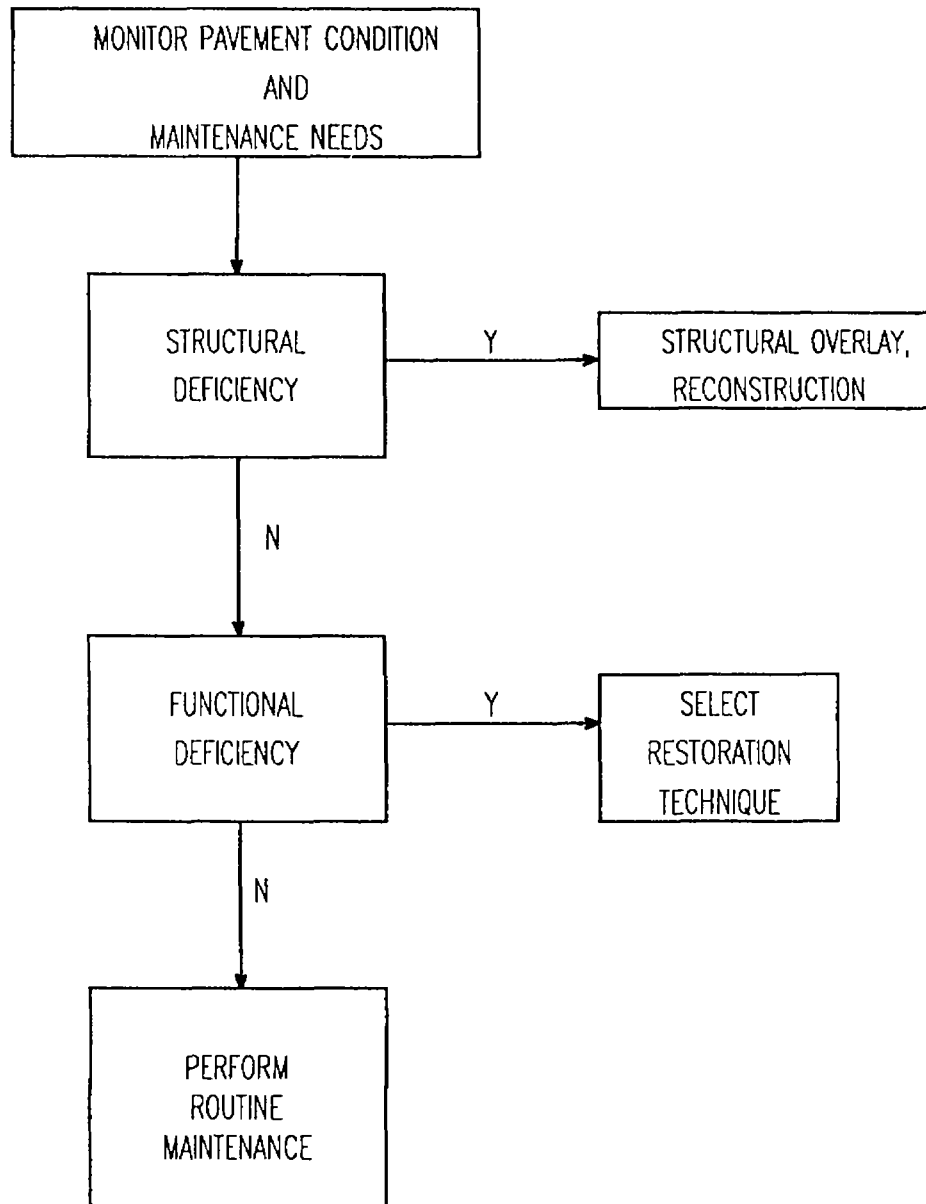 MONITOR PAVEMENT CONDITION
AND
MAINTENANCE NEEDS
STRUCTURAL
DEFICIENCY
Y
STRUCTURAL OVERLAY,
RECONSTRUCTION
N
FUNCTIONAL
DEFICIENCY
Y
SELECT
RESTORATION
TECHNIQUE
N
PERFORM
ROUTINE
MAINTENANCE